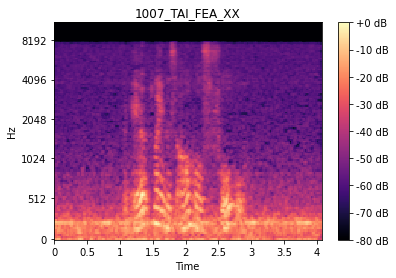 1007_TAI_FEA_XX
+0 dB
8192
-10 dB
4096
-20 dB
-30 dB
2048
Hz
-40 dB
1024
-50 dB
512
-60 dB
-70 dB
0
-80 dB
0 0.5 1 1.5 2 2.5 3 3.5 4
Time